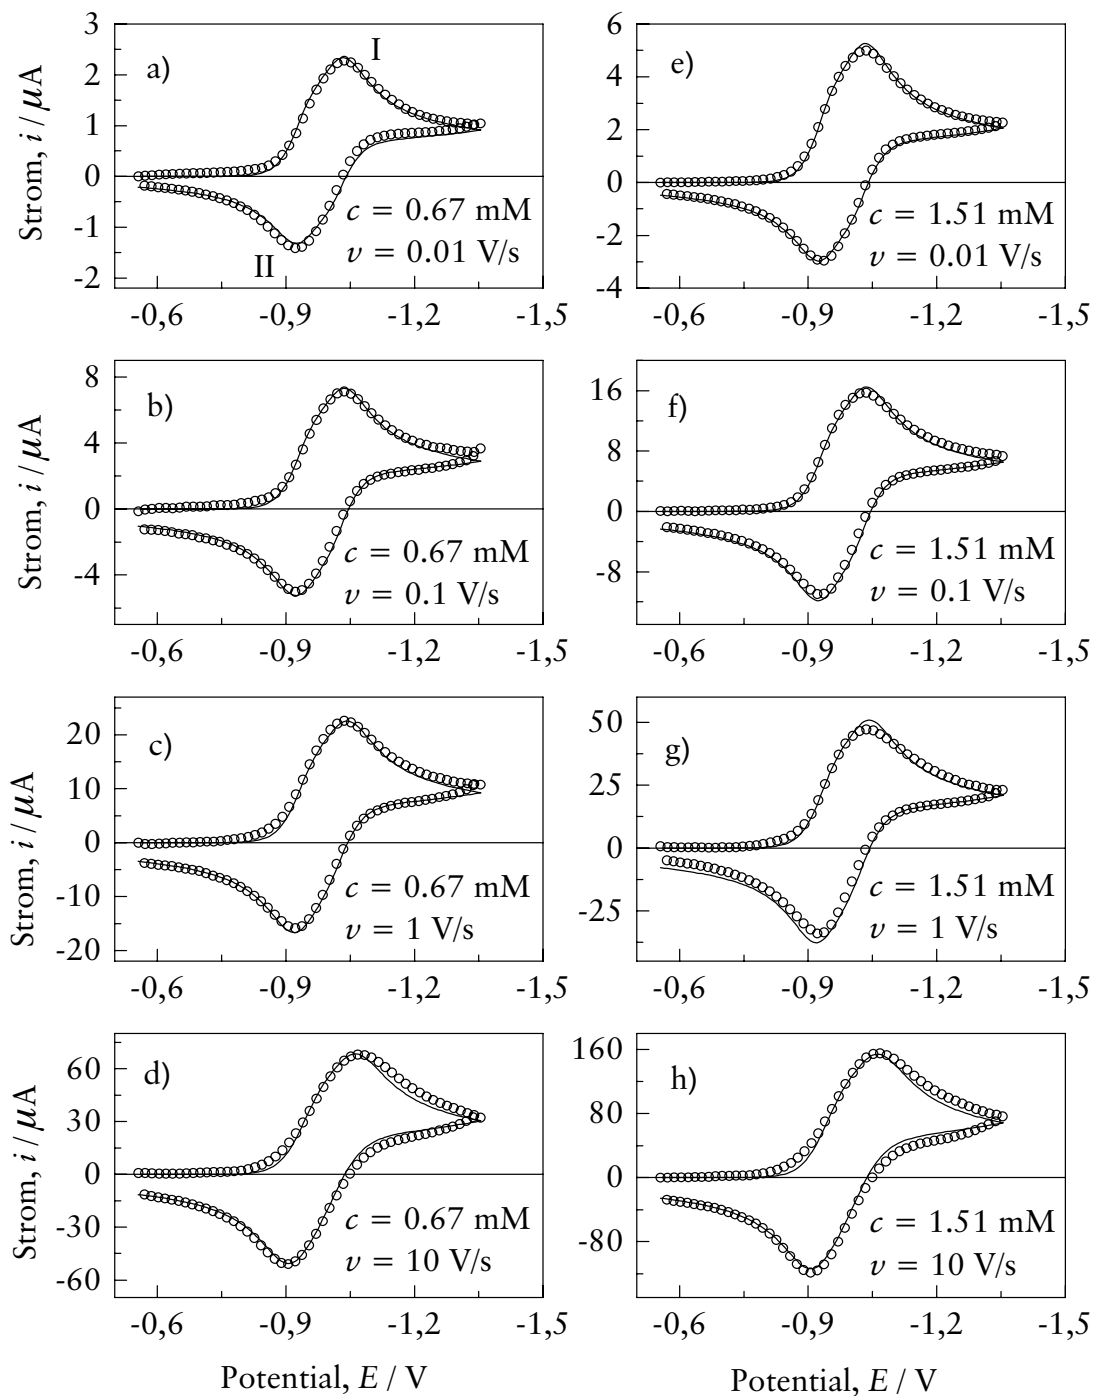 3
2
1
0
-1
-2
Strom, i / µA
a)
I
II
c = 0.67 mM
v = 0.01 V/s
-0,6 -0,9 -1,2 -1,5
6
4
2
0
-2
-4
e)
c = 1.51 mM
v = 0.01 V/s
-0,6 -0,9 -1,2 -1,5
8
4
0
-4
Strom, i / µA
b)
c = 0.67 mM
v = 0.1 V/s
-0,6 -0,9 -1,2 -1,5
16
8
0
-8
f)
c = 1.51 mM
v = 0.1 V/s
-0,6 -0,9 -1,2 -1,5
20
10
0
-10
-20
Strom, i / µA
c)
c = 0.67 mM
v = 1 V/s
-0,6 -0,9 -1,2 -1,5
50
25
0
-25
g)
c = 1.51 mM
v = 1 V/s
-0,6 -0,9 -1,2 -1,5
60
30
0
-30
-60
Strom, i / µA
d)
c = 0.67 mM
v = 10 V/s
-0,6 -0,9 -1,2 -1,5
Potential, E / V
160
80
0
-80
h)
c = 1.51 mM
v = 10 V/s
-0,6 -0,9 -1,2 -1,5
Potential, E / V